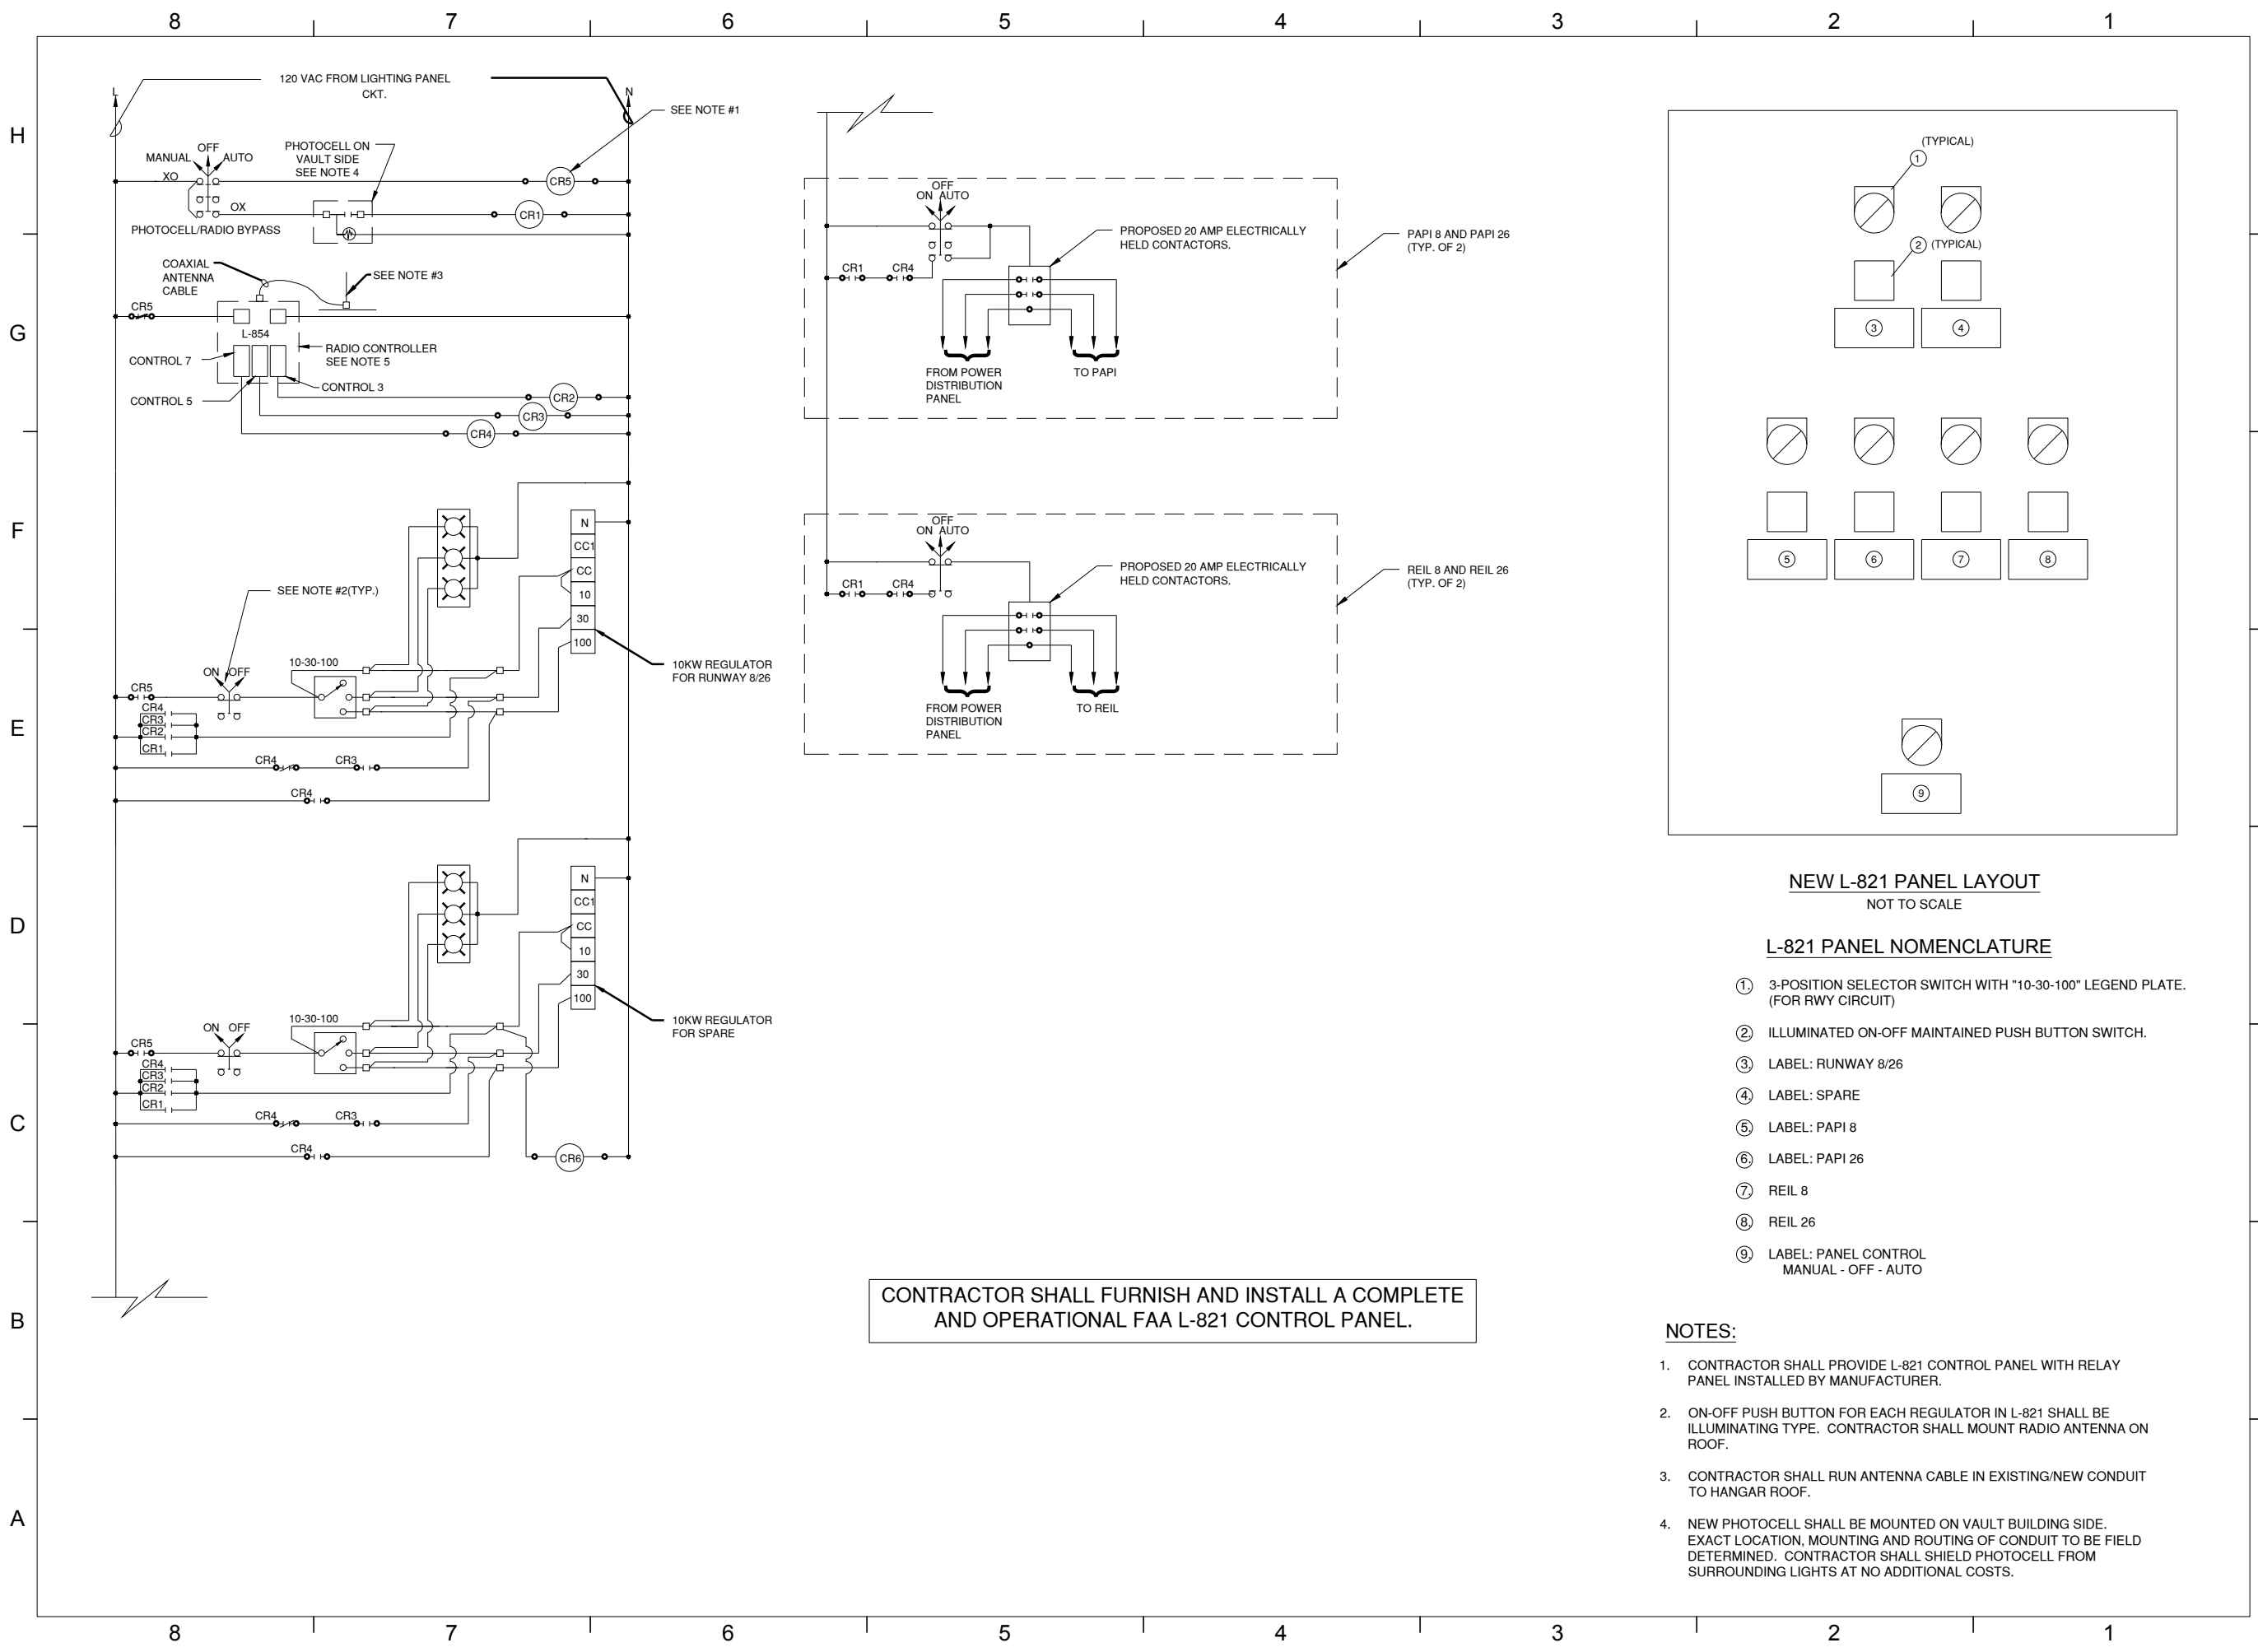 8 7 6 5 4 3 2 1
H
G
F
E
D
C
B
A
L
120 VAC FROM LIGHTING PANEL
CKT.
N
SEE NOTE #1
MANUAL
OFF
AUTO
XO
OX
PHOTOCELL/RADIO BYPASS
PHOTOCELL ON
VAULT SIDE
SEE NOTE 4
CR5
CR1
COAXIAL
ANTENNA
CABLE
SEE NOTE #3
CR5
L-854
CONTROL 7
RADIO CONTROLLER
SEE NOTE 5
CONTROL 3
CONTROL 5
CR2
CR3
CR4
N
CC1
CC
10
30
100
SEE NOTE #2(TYP.)
10KW REGULATOR
FOR RUNWAY 8/26
ON OFF
10-30-100
CR5
CR4
CR3
CR2
CR1
CR4
CR3
CR4
N
CC1
CC
10
30
100
10KW REGULATOR
FOR SPARE
ON OFF
10-30-100
CR5
CR4
CR3
CR2
CR1
CR4
CR3
CR4
CR6
OFF
ON AUTO
PROPOSED 20 AMP ELECTRICALLY
HELD CONTACTORS.
PAPI 8 AND PAPI 26
(TYP. OF 2)
CR1 CR4
FROM POWER
DISTRIBUTION
PANEL
TO PAPI
OFF
ON AUTO
PROPOSED 20 AMP ELECTRICALLY
HELD CONTACTORS.
REIL 8 AND REIL 26
(TYP. OF 2)
CR1 CR4
FROM POWER
DISTRIBUTION
PANEL
TO REIL
CONTRACTOR SHALL FURNISH AND INSTALL A COMPLETE
AND OPERATIONAL FAA L-821 CONTROL PANEL.
(TYPICAL)
1
2 (TYPICAL)
3 4
5 6 7 8
9
NEW L-821 PANEL LAYOUT
NOT TO SCALE
L-821 PANEL NOMENCLATURE
1. 3-POSITION SELECTOR SWITCH WITH "10-30-100" LEGEND PLATE.
(FOR RWY CIRCUIT)
2. ILLUMINATED ON-OFF MAINTAINED PUSH BUTTON SWITCH.
3. LABEL: RUNWAY 8/26
4. LABEL: SPARE
5. LABEL: PAPI 8
6. LABEL: PAPI 26
7. REIL 8
8. REIL 26
9. LABEL: PANEL CONTROL
MANUAL - OFF - AUTO
NOTES:
1. CONTRACTOR SHALL PROVIDE L-821 CONTROL PANEL WITH RELAY
PANEL INSTALLED BY MANUFACTURER.
2. ON-OFF PUSH BUTTON FOR EACH REGULATOR IN L-821 SHALL BE
ILLUMINATING TYPE. CONTRACTOR SHALL MOUNT RADIO ANTENNA ON
ROOF.
3. CONTRACTOR SHALL RUN ANTENNA CABLE IN EXISTING/NEW CONDUIT
TO HANGAR ROOF.
4. NEW PHOTOCELL SHALL BE MOUNTED ON VAULT BUILDING SIDE.
EXACT LOCATION, MOUNTING AND ROUTING OF CONDUIT TO BE FIELD
DETERMINED. CONTRACTOR SHALL SHIELD PHOTOCELL FROM
SURROUNDING LIGHTS AT NO ADDITIONAL COSTS.
8 7 6 5 4 3 2 1